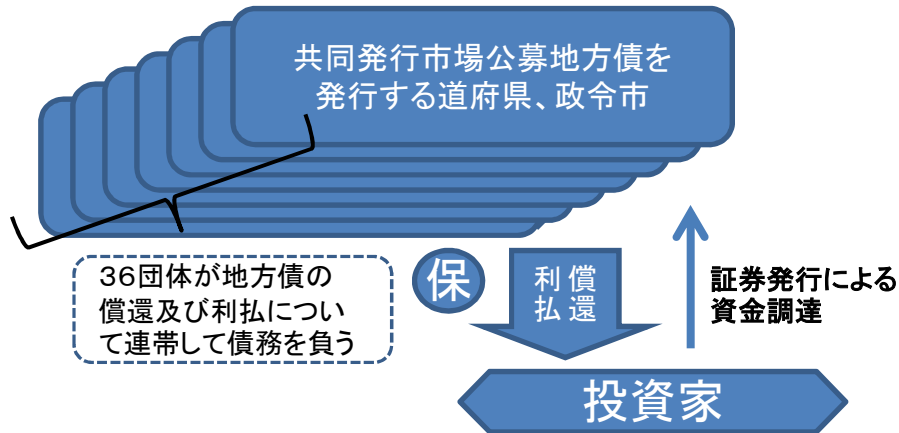 共同発行市場公募地方債を
発行する道府県、政令市
36団体が地方債の
償還及び利払につい
て連帯して債務を負う
保
償還
利払
証券発行による
資金調達
投資家